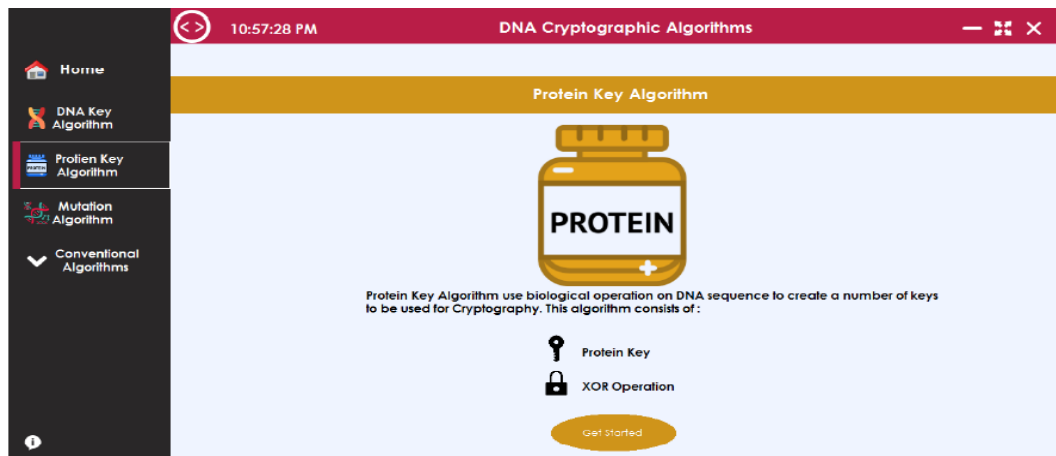 10:57:28 PM
DNA Cryptographic Algorithms
Home
DNA Key
Algorithm
Protien Key
Algorithm
Mutation
Algorithm
Conventional
Algorithms
Protein Key Algorithm
PROTEIN
Protein Key Algorithm use biological operation on DNA sequence to create a number of keys
to be used for Cryptography. This algorithm consists of :
Protein Key
XOR Operation
Get Started